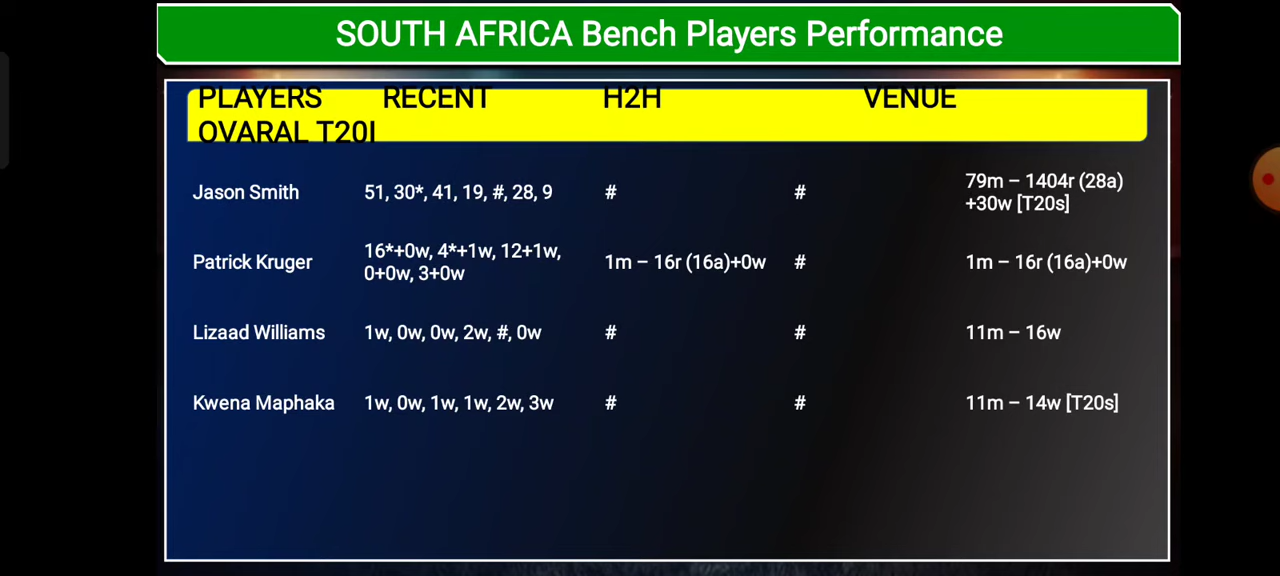 SOUTH AFRICA Bench Players Performance
PLAYERS RECENT H2H VENUE
OVARAL T20I
Jason Smith 51, 30*, 41, 19, #, 28, 9 # # 79m – 1404r (28a)
+30w [T20s]
Patrick Kruger 16*+0w, 4*+1w, 12+1w,
0+0w, 3+0w 1m – 16r (16a)+0w # 1m – 16r (16a)+0w
Lizaad Williams 1w, 0w, 0w, 2w, #, 0w # # 11m – 16w
Kwena Maphaka 1w, 0w, 1w, 1w, 2w, 3w # # 11m – 14w [T20s]